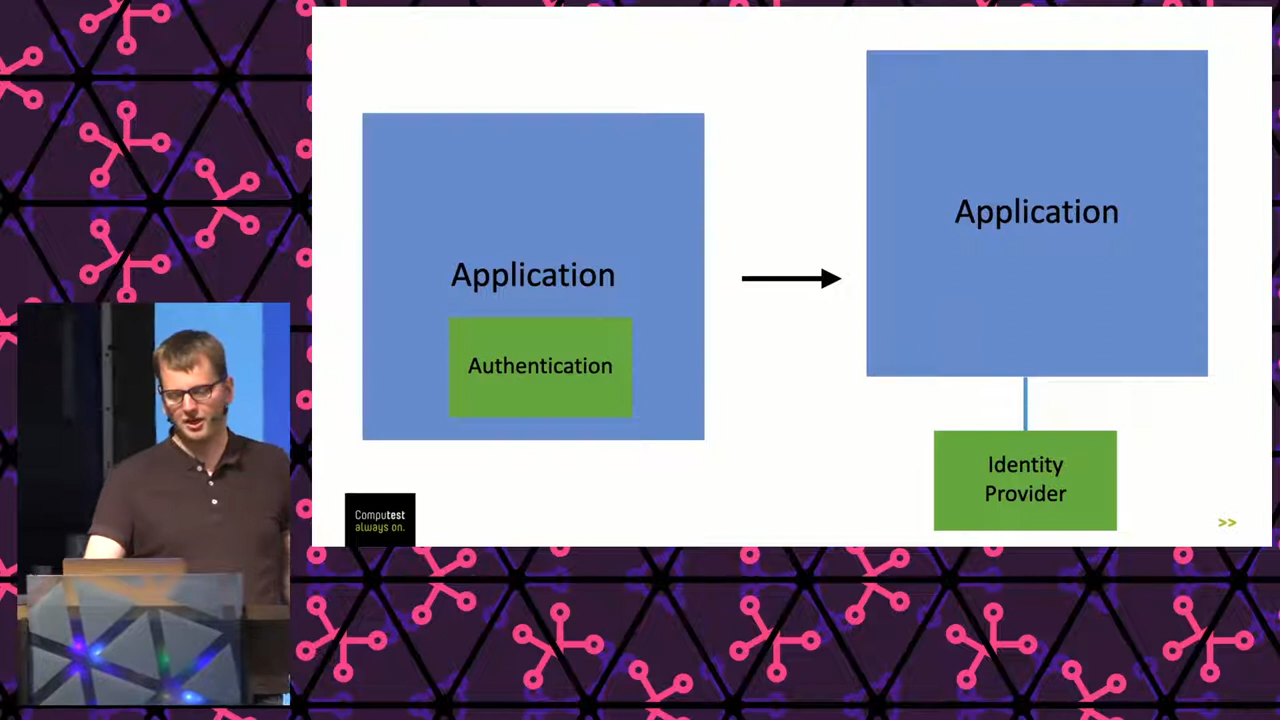 Application
Authentication
Application
Identity
Provider
Computest
always on.
>>